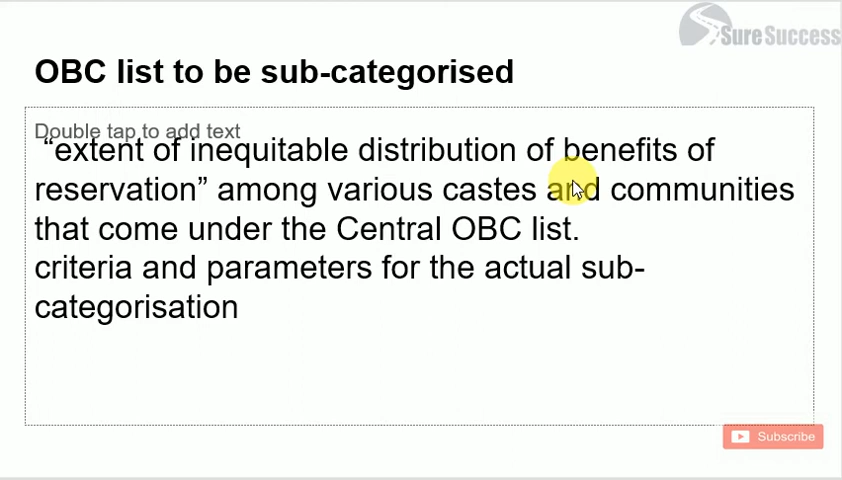 SureSuccess
OBC list to be sub-categorised
Double tap to add text
“extent of inequitable distribution of benefits of
reservation” among various castes and communities
that come under the Central OBC list.
criteria and parameters for the actual sub-
categorisation
Subscribe